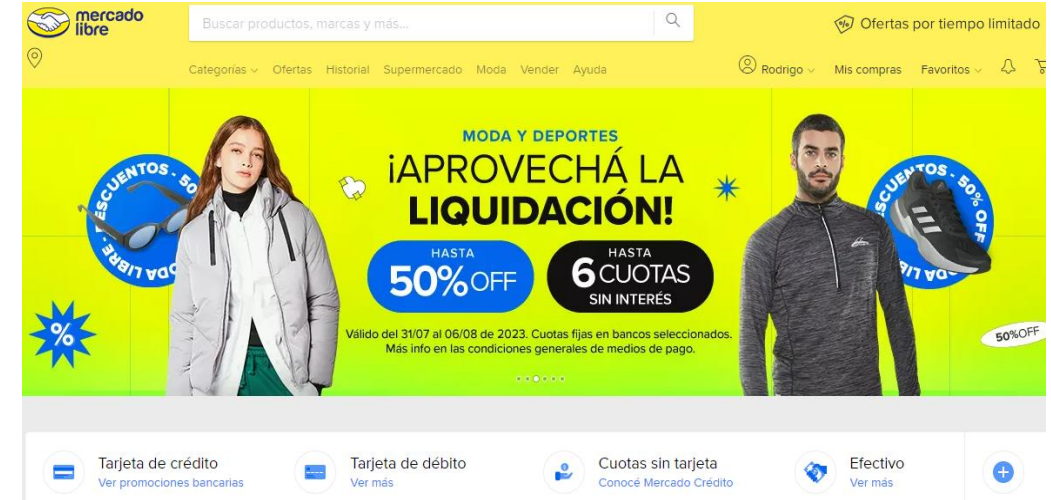 mercado
libre
Buscar productos, marcas y más...
Ofertas por tiempo limitado
Categorías Ofertas Historial Supermercado Moda Vender Ayuda
Rodrigo Mis compras Favoritos
MODA Y DEPORTES
¡APROVECHÁ LA
LIQUIDACIÓN!
HASTA
50% OFF
HASTA
6 CUOTAS
SIN INTERÉS
Válido del 31/07 al 06/08 de 2023. Cuotas fijas en bancos seleccionados.
Más info en las condiciones generales de medios de pago.
%
50%OFF
Tarjeta de crédito
Ver promociones bancarias
Tarjeta de débito
Ver más
Cuotas sin tarjeta
Conocé Mercado Crédito
Efectivo
Ver más